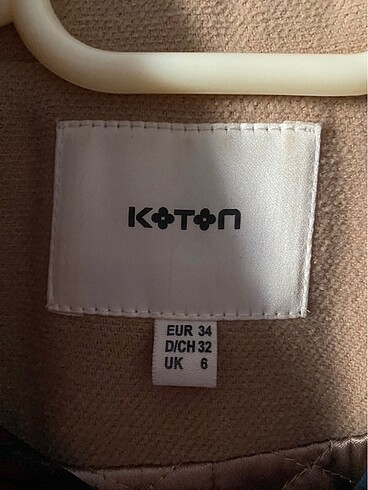 KOTON
EUR 34
D/CH 32
UK 6